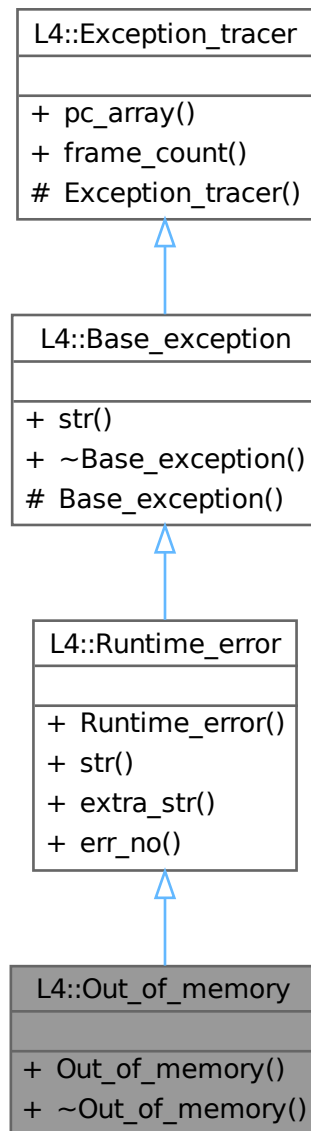 L4::Exception_tracer
+ pc_array()
+ frame_count()
# Exception_tracer()
L4::Base_exception
+ str()
+ ~Base_exception()
# Base_exception()
L4::Runtime_error
+ Runtime_error()
+ str()
+ extra_str()
+ err_no()
L4::Out_of_memory
+ Out_of_memory()
+ ~Out_of_memory()